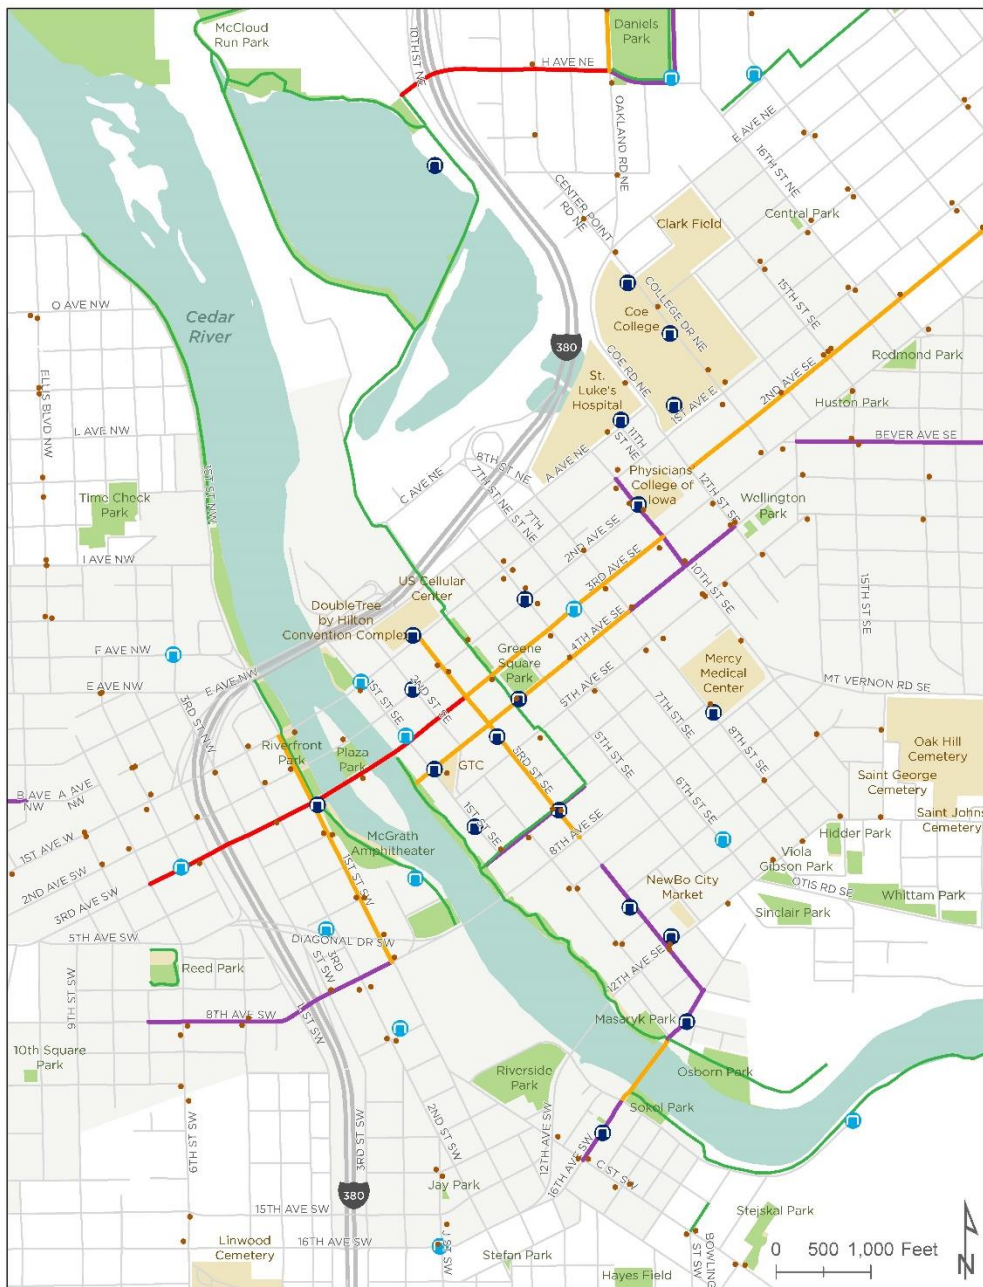 McCloud
Run Park
10TH ST NE
Daniels
Park
H AVE NE
OAKLAND RD NE
E AVE NE
16TH ST NE
CENTER POINT
RD NE
Central Park
Clark Field
O AVE NW
Cedar
River
380
Coe
College
COLLEGE DR NE
15TH ST SE
Redmond Park
ELLIS BLVD NW
COE RD NE
St.
Luke's
Hospital
1ST AVE E
2ND AVE SE
Huston Park
L AVE NW
11TH
ST NE
BEVER AVE SE
8TH ST NE
A AVE NE
C AVE NE
7TH ST NE
7TH
ST NE
Physicians
College of
Iowa
12TH ST SE
Time Check
Park
1ST ST NW
Wellington
Park
2ND AVE SE
I AVE NW
3RD AVE SE
10TH ST SE
US Cellular
Center
15TH ST SE
DoubleTree
by Hilton
Convention Complex
4TH AVE SE
F AVE NW
Greene
Square
Park
E AVE NW
E AVE NW
3RD ST NW
1ST ST SE
2ND ST SE
5TH AVE SE
Mercy
Medical
Center
MT VERNON RD SE
7TH ST SE
8TH ST SE
Riverfront
Park
Plaza
Park
GTC
3RD ST SE
5TH ST SE
Oak Hill
Cemetery
B AVE
NW
A AVE
NW
6TH ST SE
Saint George
Cemetery
Saint Johns
Cemetery
1ST AVE W
1ST ST SE
8TH AVE SE
McGrath
Amphitheater
Hidder Park
Viola
Gibson Park
2ND AVE SW
1ST ST SW
NewBo City
Market
OTIS RD SE
Whittam Park
3RD AVE SW
Sinclair Park
5TH AVE SW
DIAGONAL DR SW
3RD
ST SW
Reed Park
12TH AVE SE
9TH ST SW
L ST SW
8TH AVE SW
Masaryk Park
10th Square
Park
Riverside
Park
Osborn Park
Sokol Park
6TH ST SW
3RD ST SW
2ND ST SW
12TH AVE SW
16TH AVE SW
C ST SW
Jay Park
380
15TH AVE SW
Stejskal Park
J ST SW
16TH AVE SW
Linwood
Cemetery
Stefan Park
BOWLING
ST SW
Hayes Field
0 500 1,000 Feet
N